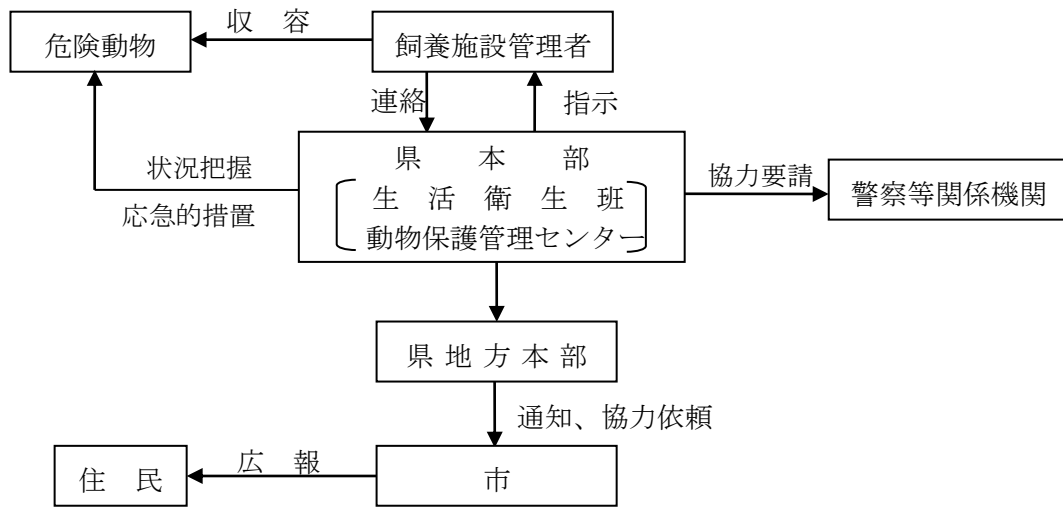 収　容
危険動物
飼養施設管理者
連絡
指示
県　本　部
状況把握
協力要請
生　活　衛　生　班
警察等関係機関
応急的措置
動物保護管理センター
県 地 方 本 部
通知、協力依頼
広　報
住　民
市